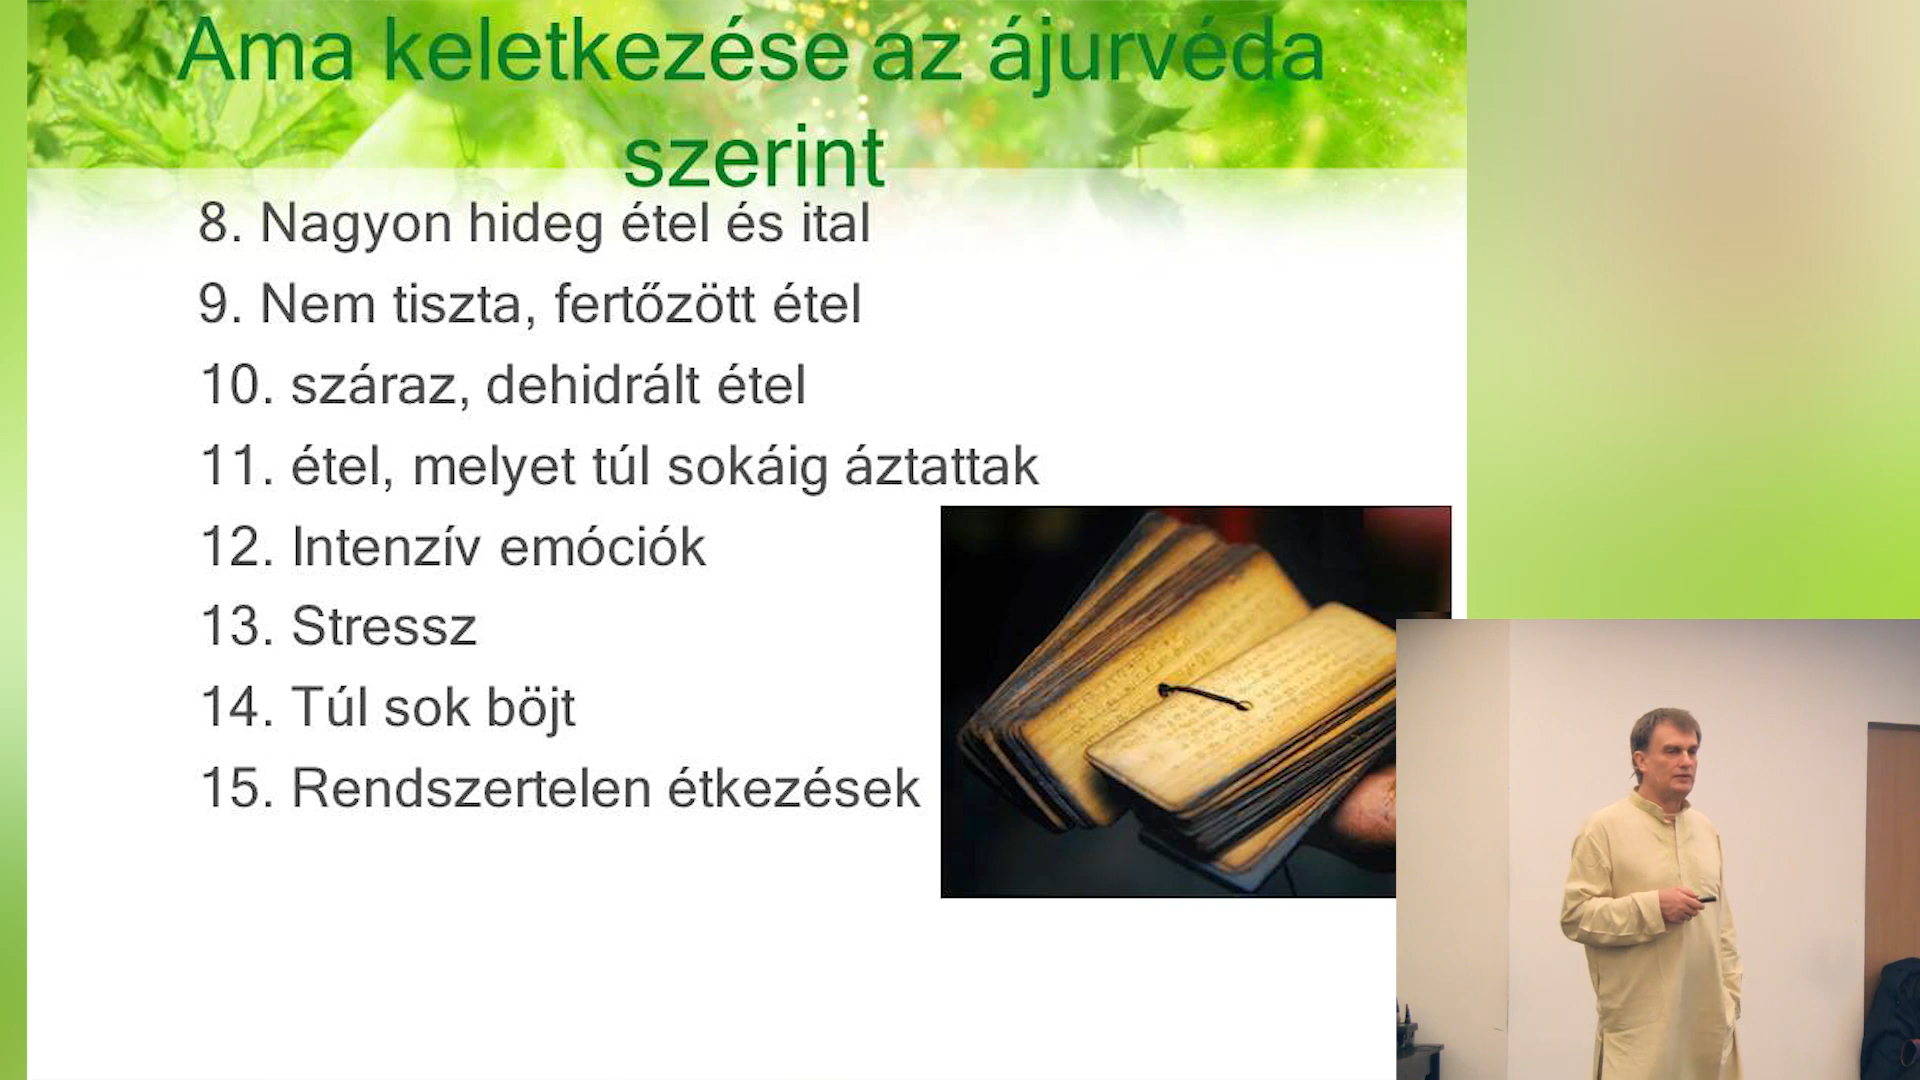 Ama keletkezése az ájurvéda
szerint
8. Nagyon hideg étel és ital
9. Nem tiszta, fertőzött étel
10. száraz, dehidrált étel
11. étel, melyet túl sokáig áztattak
12. Intenzív emóciók
13. Stressz
14. Túl sok böjt
15. Rendszertelen étkezések